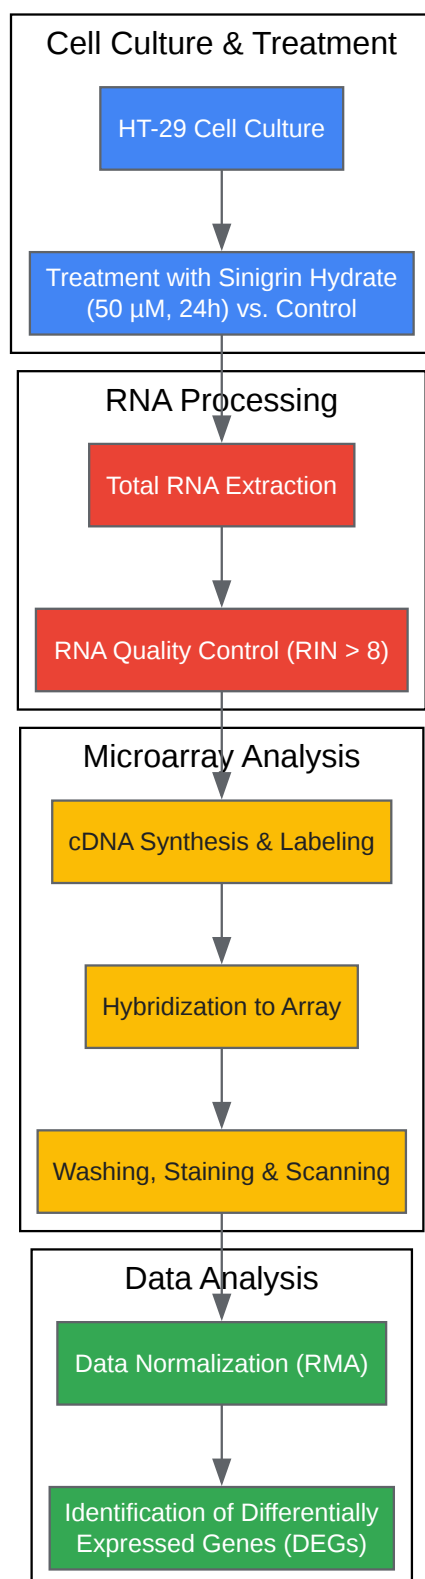 Cell Culture & Treatment
HT-29 Cell Culture
Treatment with Sinigrin Hydrate
(50 µM, 24h) vs. Control
RNA Processing
Total RNA Extraction
RNA Quality Control (RIN > 8)
Microarray Analysis
cDNA Synthesis & Labeling
Hybridization to Array
Washing, Staining & Scanning
Data Analysis
Data Normalization (RMA)
Identification of Differentially
Expressed Genes (DEGs)